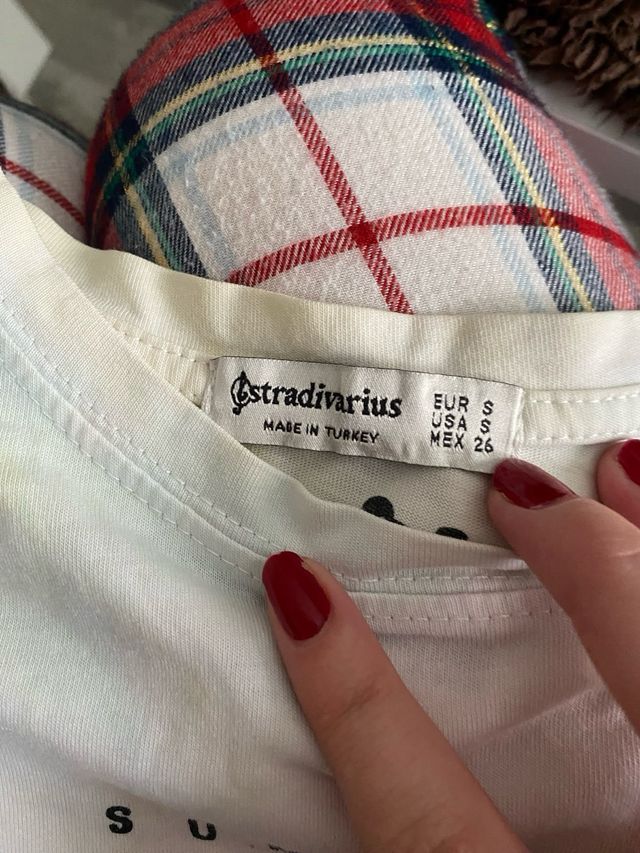 stradivarius
MADE IN TURKEY
EUR S
USA S
MEX 26
S U